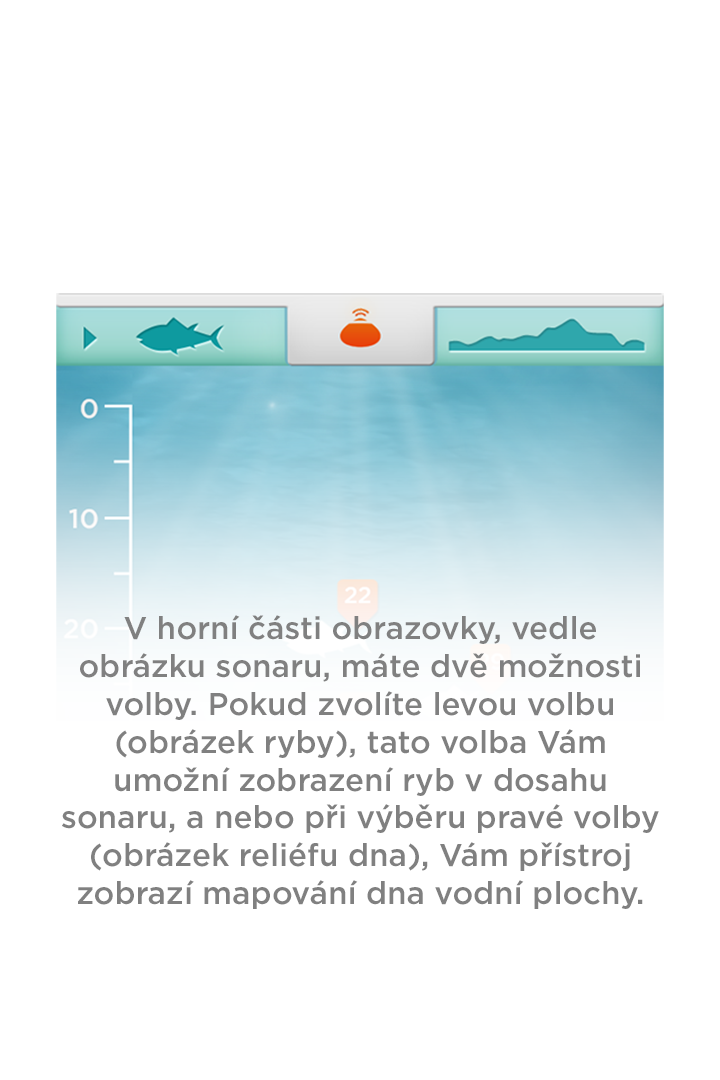 0
10
22
20
V horní části obrazovky, vedle
obrázku sonaru, máte dvě možnosti
volby. Pokud zvolíte levou volbu
(obrázek ryby), tato volba Vám
umožní zobrazení ryb v dosahu
sonaru, a nebo při výběru pravé volby
(obrázek reliéfu dna), Vám přístroj
zobrazí mapování dna vodní plochy.